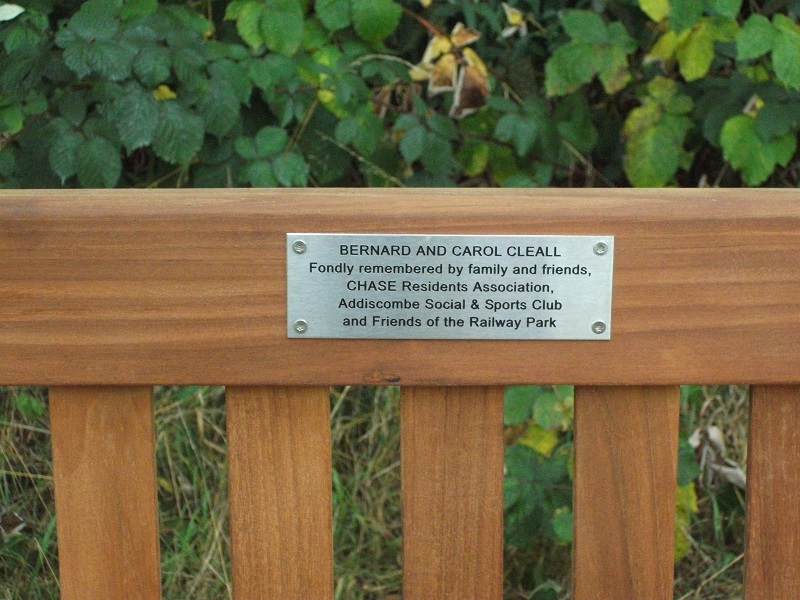 BERNARD AND CAROL CLEALL
Fondly remembered by family and friends,
CHASE Residents Association,
Addiscombe Social & Sports Club
and Friends of the Railway Park